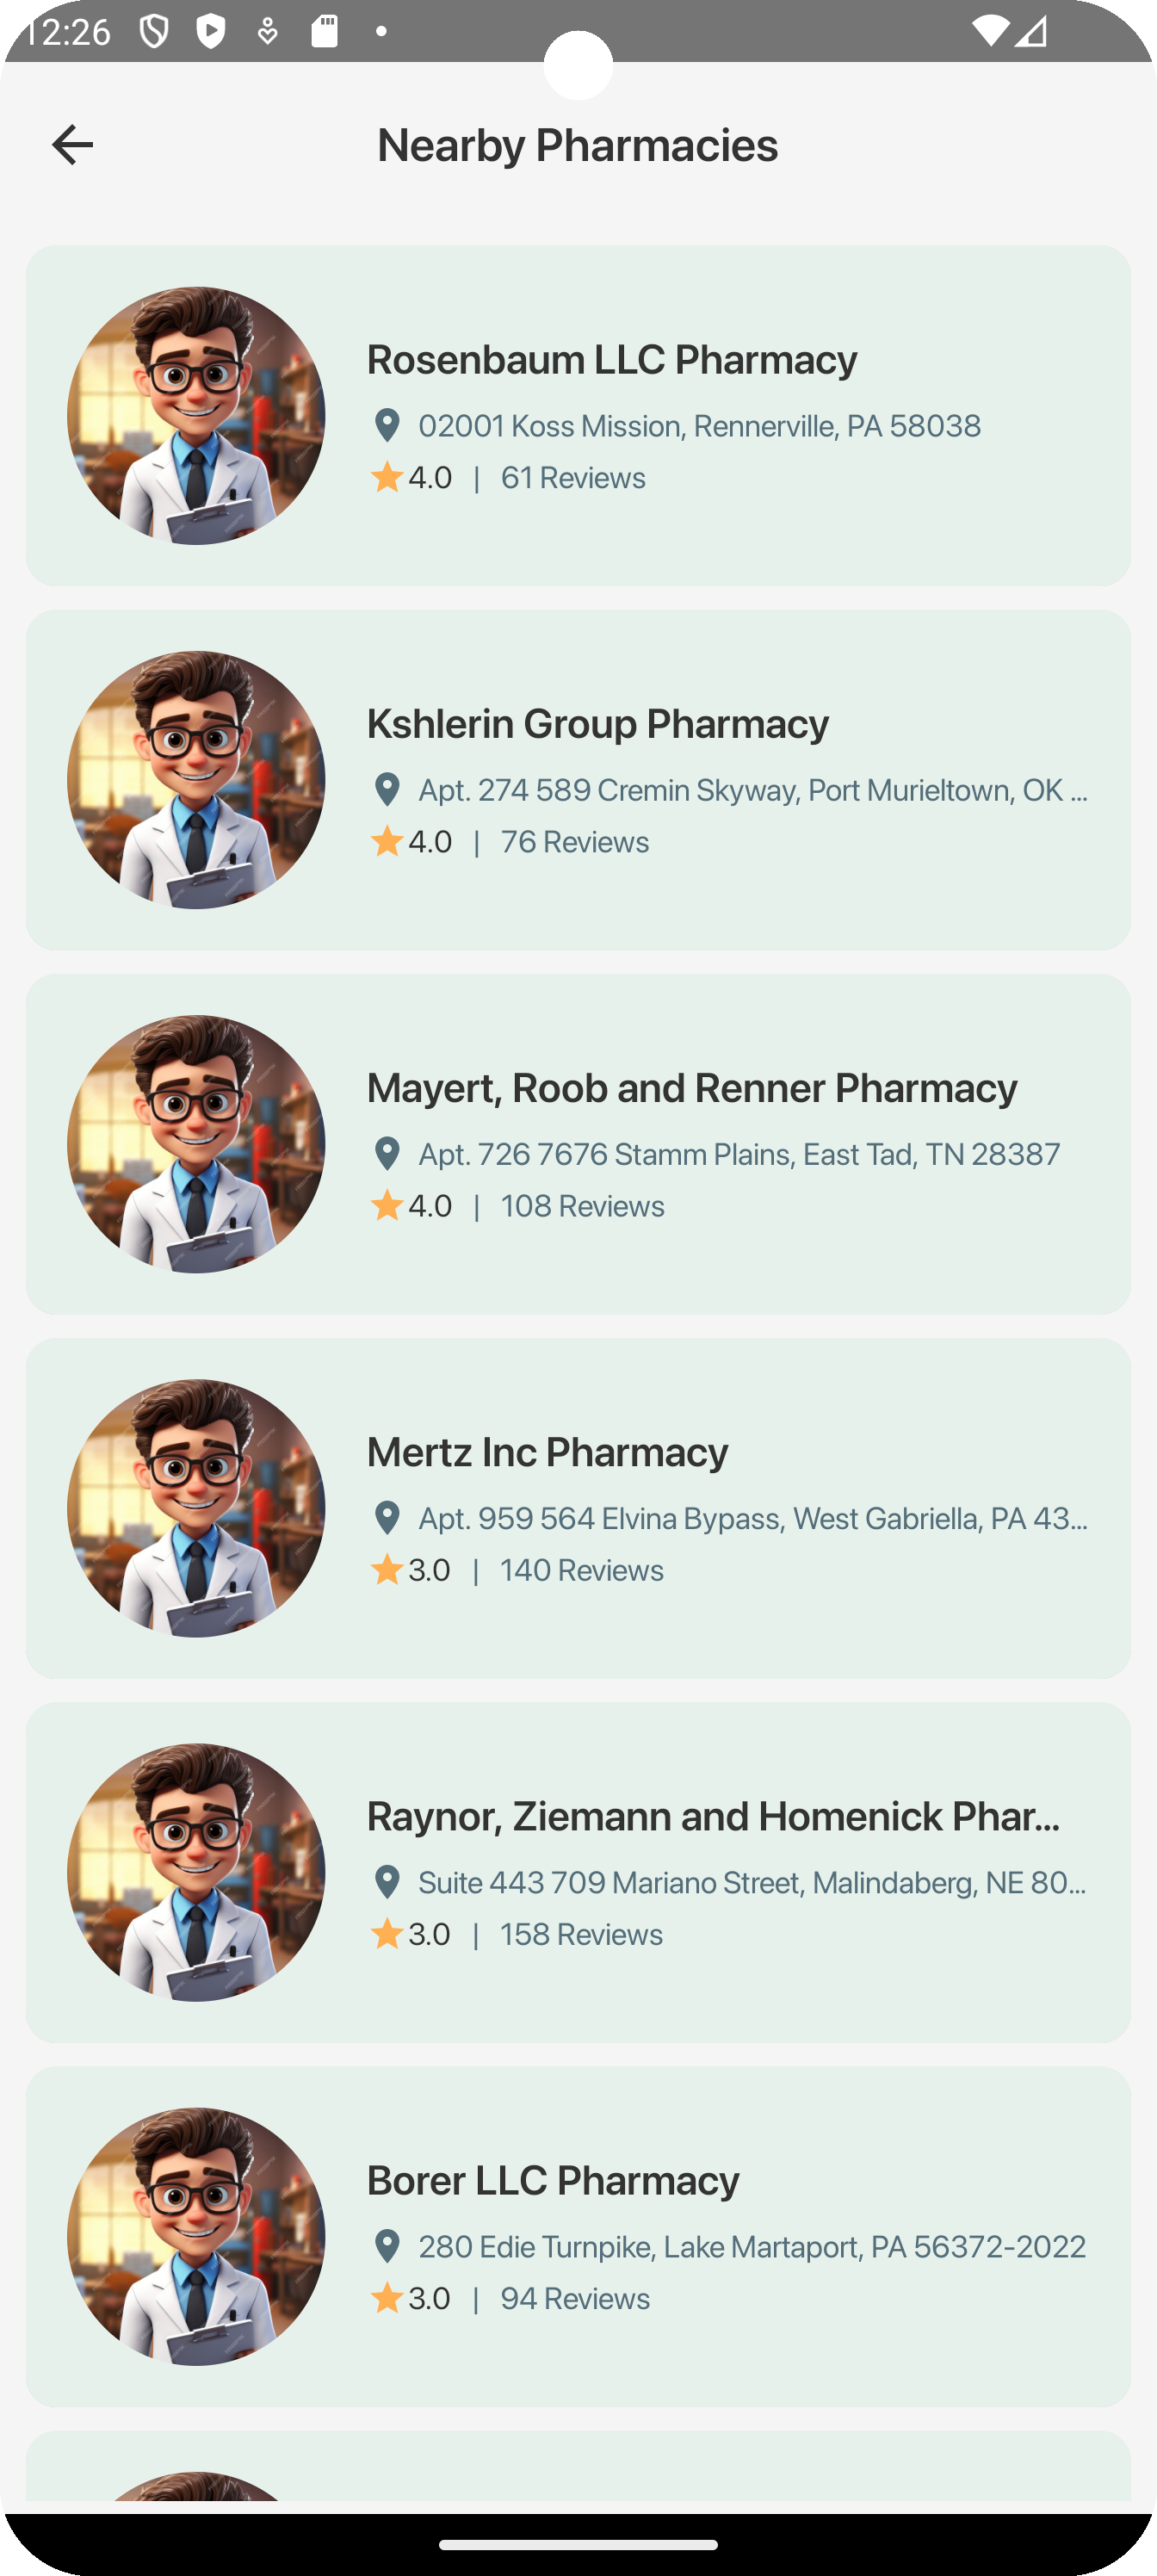 12:26
Nearby Pharmacies
Rosenbaum LLC Pharmacy
02001 Koss Mission, Rennerville, PA 58038
4.0 | 61 Reviews
Kshlerin Group Pharmacy
Apt. 274 589 Cremin Skyway, Port Murieltown, OK ...
4.0 | 76 Reviews
Mayert, Roob and Renner Pharmacy
Apt. 726 7676 Stamm Plains, East Tad, TN 28387
4.0 | 108 Reviews
Mertz Inc Pharmacy
Apt. 959 564 Elvina Bypass, West Gabriella, PA 43...
3.0 | 140 Reviews
Raynor, Ziemann and Homenick Phar...
Suite 443 709 Mariano Street, Malindaberg, NE 80...
3.0 | 158 Reviews
Borer LLC Pharmacy
280 Edie Turnpike, Lake Martaport, PA 56372-2022
3.0 | 94 Reviews